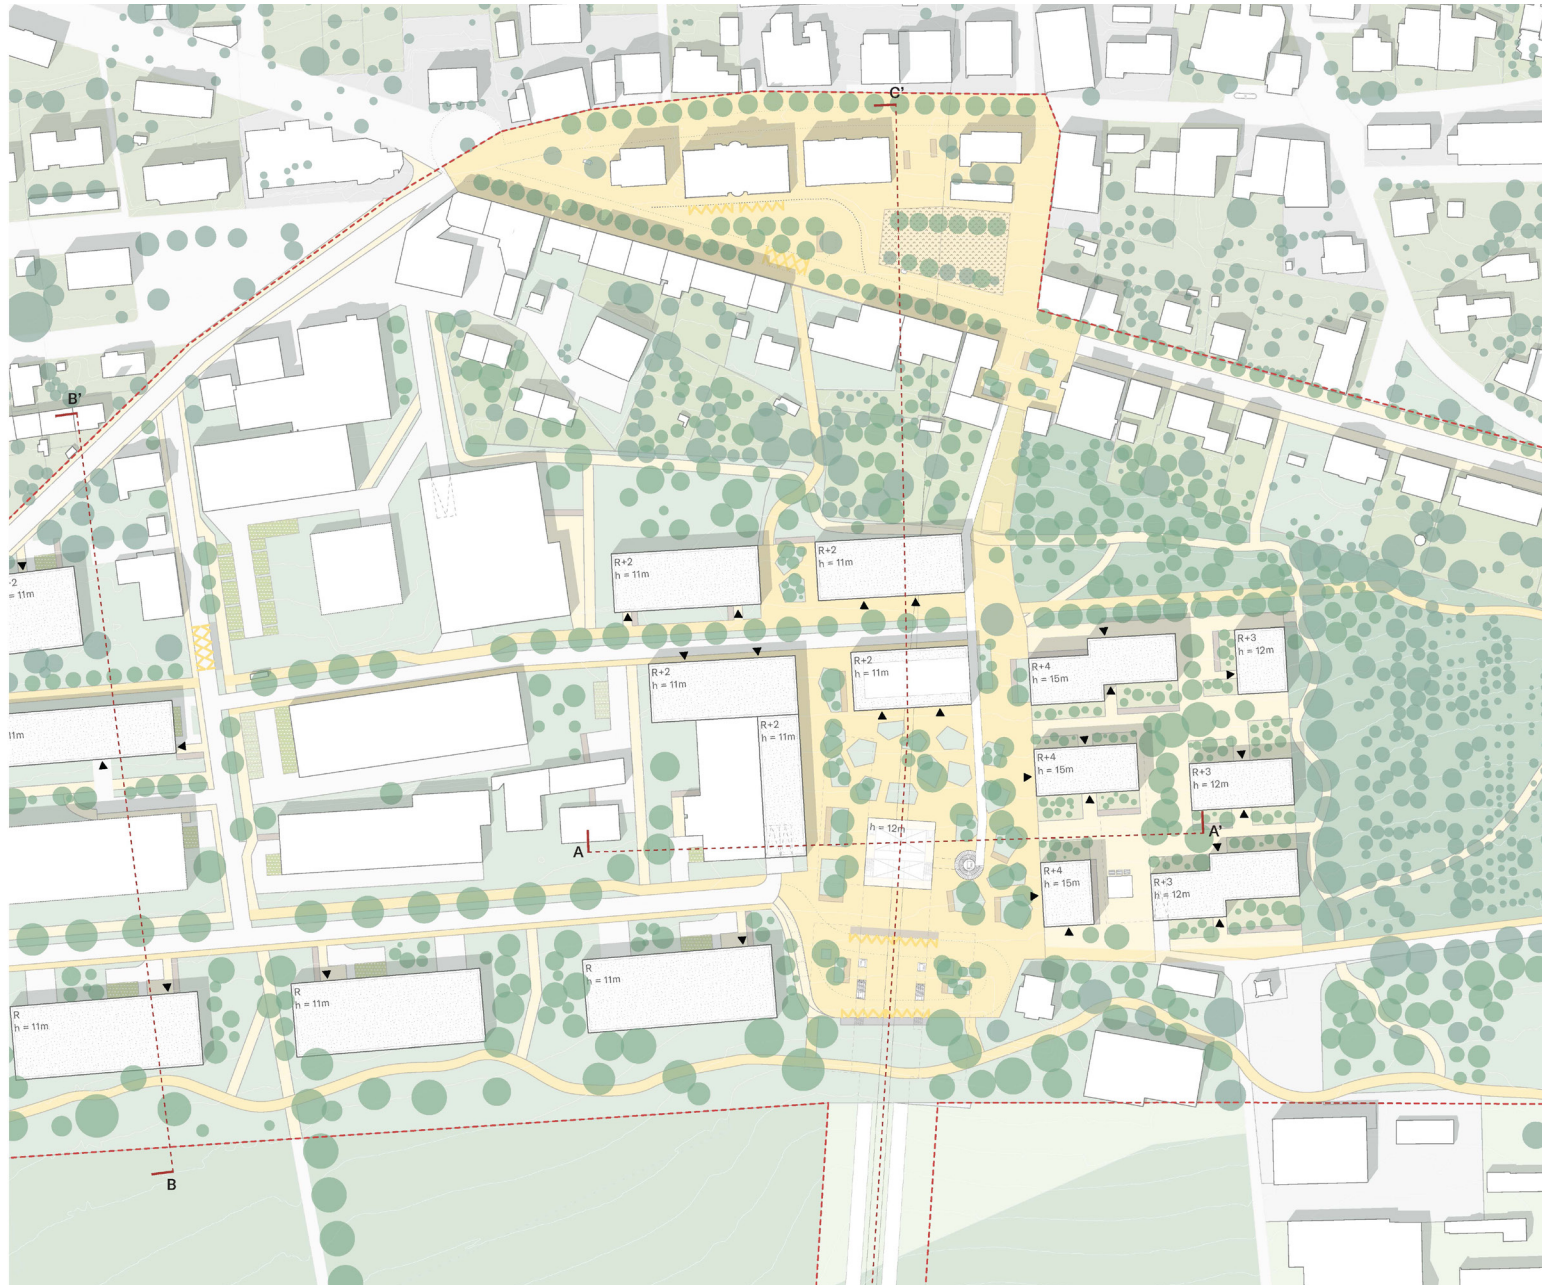 C'
B'
R+2
h = 11m
R+2
h = 11m
-2
= 11m
R+2
h = 11m
R+2
h = 11m
R+4
h = 15m
R+3
h = 12m
R+2
h = 11m
11m
R+4
h = 15m
R+3
h = 12m
h = 12m
A
A'
R+4
h = 15m
R+3
h = 12m
R
h = 11m
R
h = 11m
R
h = 11m
B